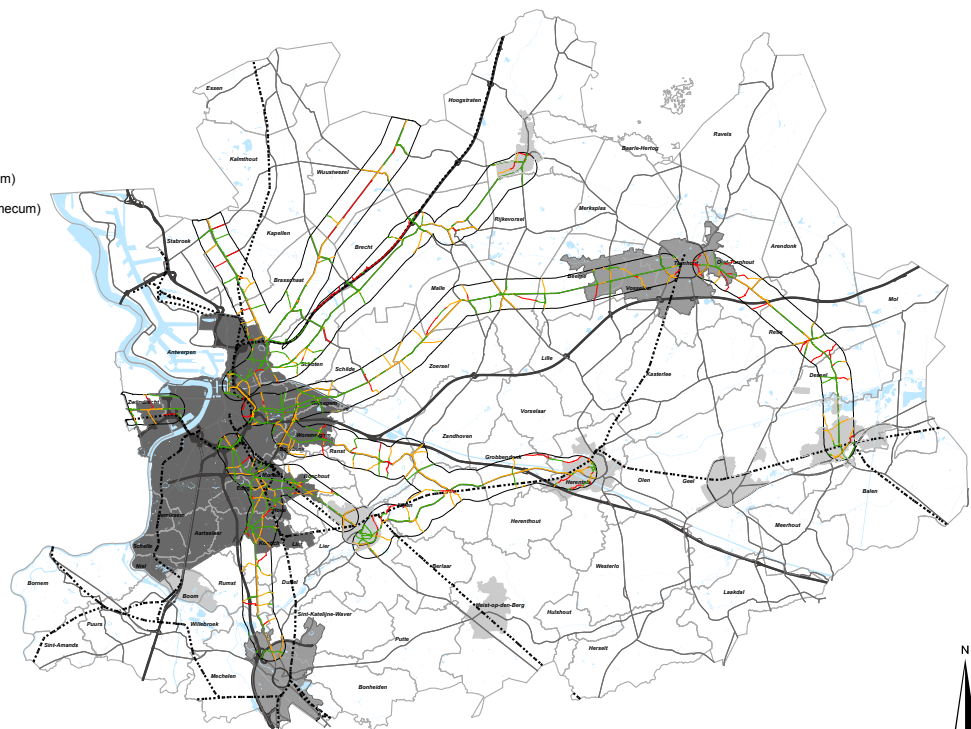 Essen
Hoogstraten
Ravels
Baarle-Hertog
Kalmthout
Wuustwezel
m)
Merksplas
necum)
Rijkevorsel
Kapellen
Stabroek
Brecht
Arendonk
Turnhout
Oud-Turnhout
Beerse
Brasschaat
Malle
Vosselaar
Mol
Retie
Antwerpen
Lille
Schoten
Zoersel
Schilde
Kasterlee
Dessel
Zwijndrecht
Vorselaar
Wommelgem
Zandhoven
Ranst
Grobbendonk
Herentals
Olen
Geel
Balen
Nijlen
Herenthout
Meerhout
Aartselaar
Schelle
Lier
Niel
Berlaar
Westerlo
Bornem
Rumst
Duffel
Boom
Laakdal
Heist-op-den-Berg
Hulshout
Sint-Katelijne-Waver
Puurs
Willebroek
Putte
Sint-Amands
Herselt
N
Mechelen
Bonheiden